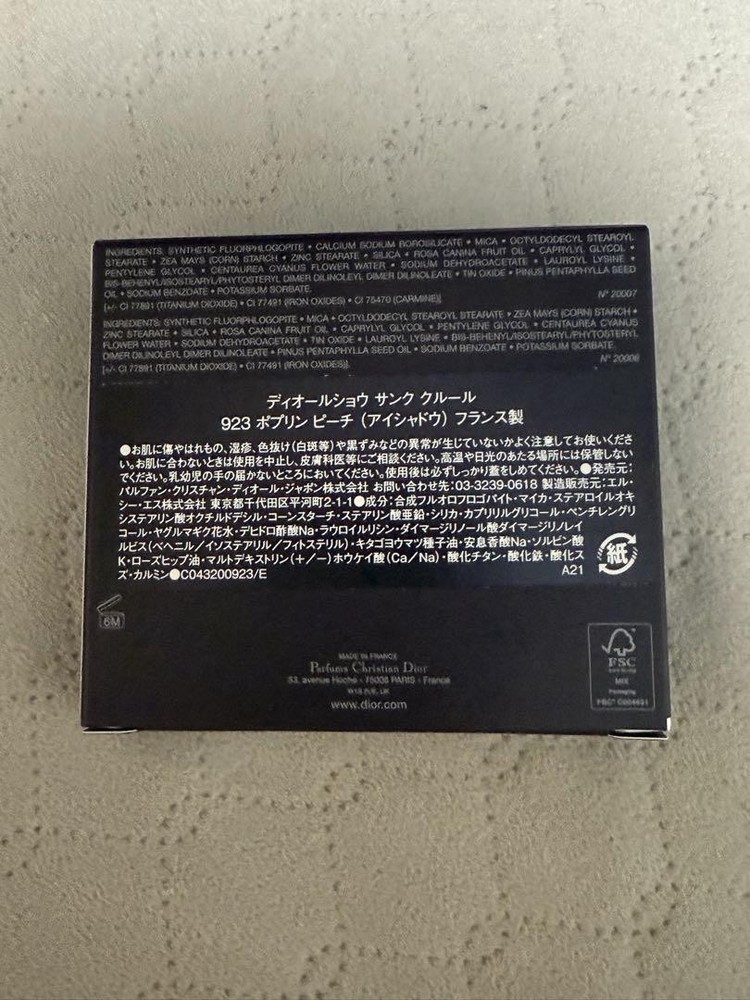 INGREDIENTS: SYNTHETIC FLUORPHLOGOPITE • CALCIUM SODIUM BOROSILICATE • MICA • OCTYLDODECYL STEAROYL
STEARATE • ZEA MAYS (CORN) STARCH • ZINC STEARATE • SILICA • ROSA CANINA FRUIT OIL • CAPRYLYL GLYCOL •
PENTYLENE GLYCOL • CENTAUREA CYANUS FLOWER WATER • SODIUM DEHYDROACETATE • LAUROYL LYSINE •
BIS-BEHENYL/ISOSTEARYL/PHYTOSTERYL DIMER DILINOLEYL DIMER DILINOLEATE • TIN OXIDE • PINUS PENTAPHYLLA SEED
OIL • SODIUM BENZOATE • POTASSIUM SORBATE.
[+/- CI 77891 (TITANIUM DIOXIDE) • CI 77491 (IRON OXIDES) • CI 75470 (CARMINE)] N° 20007
INGREDIENTS: SYNTHETIC FLUORPHLOGOPITE • MICA • OCTYLDODECYL STEAROYL STEARATE • ZEA MAYS (CORN) STARCH •
ZINC STEARATE • SILICA • ROSA CANINA FRUIT OIL • CAPRYLYL GLYCOL • PENTYLENE GLYCOL • CENTAUREA CYANUS
FLOWER WATER • SODIUM DEHYDROACETATE • TIN OXIDE • LAUROYL LYSINE • BIS-BEHENYL/ISOSTEARYL/PHYTOSTERYL
DIMER DILINOLEYL DIMER DILINOLEATE • PINUS PENTAPHYLLA SEED OIL • SODIUM BENZOATE • POTASSIUM SORBATE.
[+/- CI 77891 (TITANIUM DIOXIDE) • CI 77491 (IRON OXIDES)]. N° 20006
ディオールショウ サンク クルール
923 ポプリン ピーチ (アイシャドウ) フランス製
●お肌に傷やはれもの、湿疹、色抜け(白斑等)や黒ずみなどの異常が生じていないかよく注意してお使いくださ
い。お肌に合わないときは使用を中止し、皮膚科医等にご相談ください。高温や日光のあたる場所には保管しない
でください。乳幼児の手の届かないところにおいてください。使用後は必ずしっかり蓋をしめてください。●発売元:
パルファン・クリスチャン・ディオール・ジャポン株式会社 お問い合わせ先:03-3239-0618 製造販売元:エル・
シー・エス株式会社 東京都千代田区平河町2-1-1●成分:合成フルオロフロゴパイト・マイカ・ステアロイルオキ
システアリン酸オクチルドデシル・コーンスターチ・ステアリン酸亜鉛・シリカ・カプリリルグリコール・ペンチレングリ
コール・ヤグルマギク花水・デヒドロ酢酸Na・ラウロイルリシン・ダイマージリノール酸ダイマージリノレイ
ルビス(ベヘニル/イソステアリル/フィトステリル)・キタゴヨウマツ種子油・安息香酸Na・ソルビン酸
K・ローズヒップ油・マルトデキストリン(+/-)ホウケイ酸(Ca/Na)・酸化チタン・酸化鉄・酸化ス
ズ・カルミン●C043200923/E A21
紙
6M
MADE IN FRANCE
Parfums Christian Dior
33, avenue Hoche - 75008 PARIS - France
W1S 2UE, UK
www.dior.com
FSC
MIX
Packaging